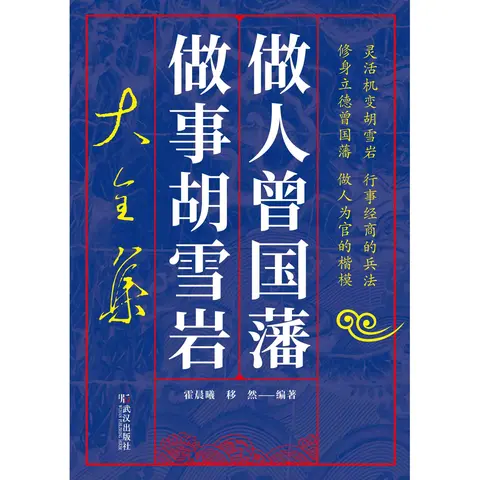 灵活机变胡雪岩 行事经商的兵法
修身立德曾国藩 做人为官的楷模
做人曾国藩
做事胡雪岩
大全集
霍晨曦 移 然——编著
武汉出版社